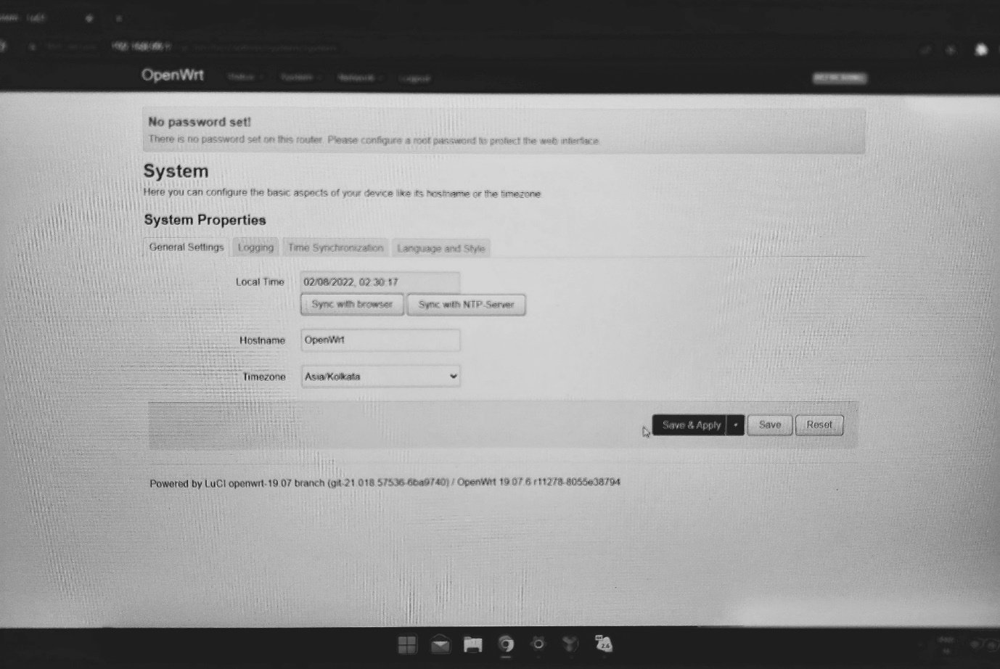 OpenWrt Status System Network Logout REFRESHING
No password set!
There is no password set on this router. Please configure a root password to protect the web interface.
System
Here you can configure the basic aspects of your device like its hostname or the timezone.
System Properties
General Settings Logging Time Synchronization Language and Style
Local Time 02/08/2022, 02:30:17
Sync with browser Sync with NTP-Server
Hostname OpenWrt
Timezone Asia/Kolkata
Save & Apply Save Reset
Powered by LuCI openwrt-19.07 branch (git-21.018.57536-6ba9740) / OpenWrt 19.07.6 r11278-8055e38794
2.6